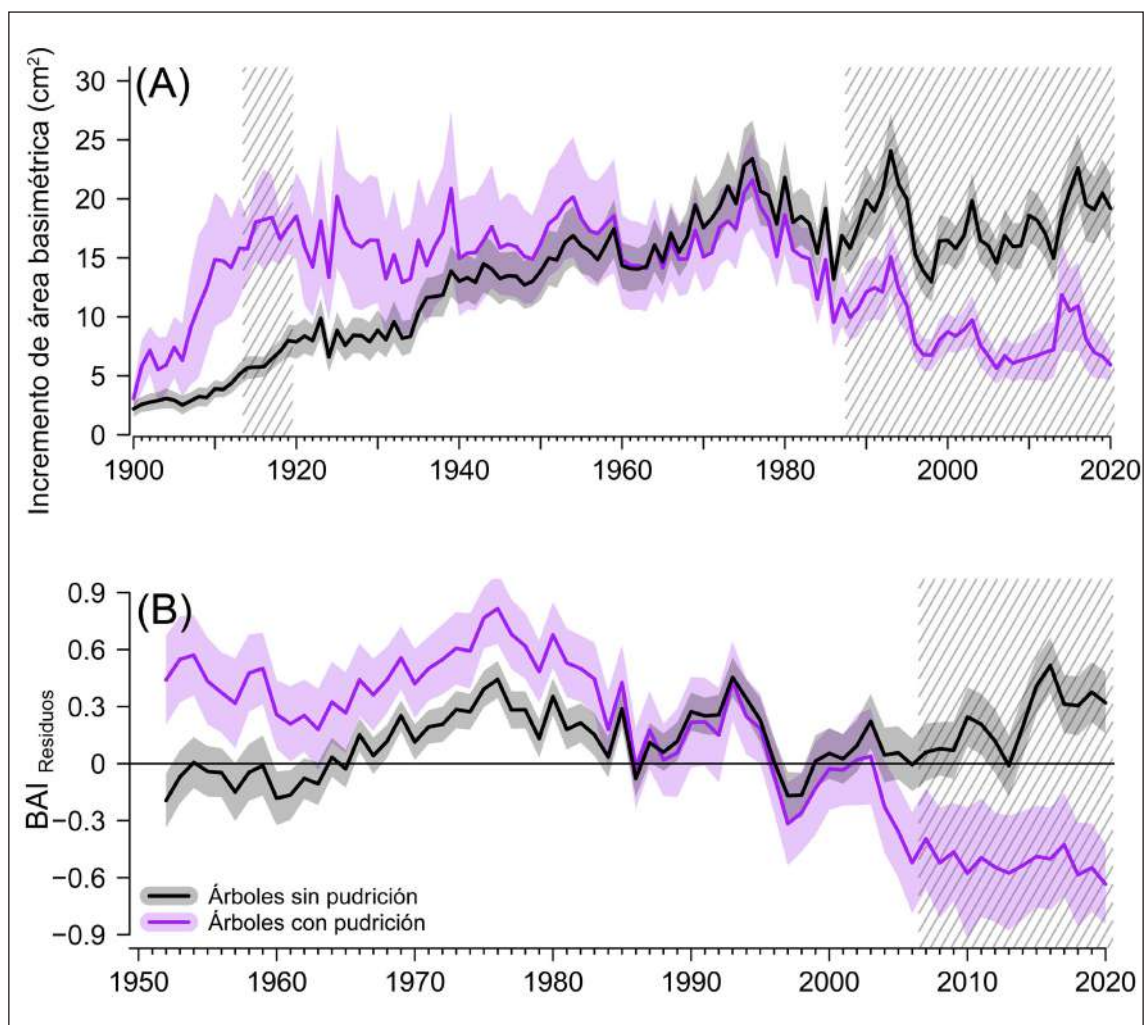 (A)
Incremento de área basimétrica (cm²)
30
25
20
15
10
5
0
1900 1920 1940 1960 1980 2000 2020
(B)
BAI Residuos
0.9
0.6
0.3
0
−0.3
−0.6
−0.9
Árboles sin pudrición
Árboles con pudrición
1950 1960 1970 1980 1990 2000 2010 2020